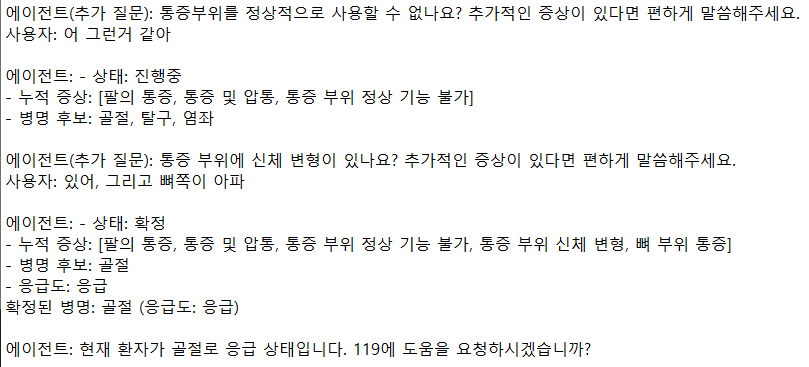 에이전트(추가 질문): 통증부위를 정상적으로 사용할 수 없나요? 추가적인 증상이 있다면 편하게 말씀해주세요.
사용자: 어 그런거 같아
에이전트: - 상태: 진행중
- 누적 증상: [팔의 통증, 통증 및 압통, 통증 부위 정상 기능 불가]
- 병명 후보: 골절, 탈구, 염좌
에이전트(추가 질문): 통증 부위에 신체 변형이 있나요? 추가적인 증상이 있다면 편하게 말씀해주세요.
사용자: 있어, 그리고 뼈쪽이 아파
에이전트: - 상태: 확정
- 누적 증상: [팔의 통증, 통증 및 압통, 통증 부위 정상 기능 불가, 통증 부위 신체 변형, 뼈 부위 통증]
- 병명 후보: 골절
- 응급도: 응급
확정된 병명: 골절 (응급도: 응급)
에이전트: 현재 환자가 골절로 응급 상태입니다. 119에 도움을 요청하시겠습니까?